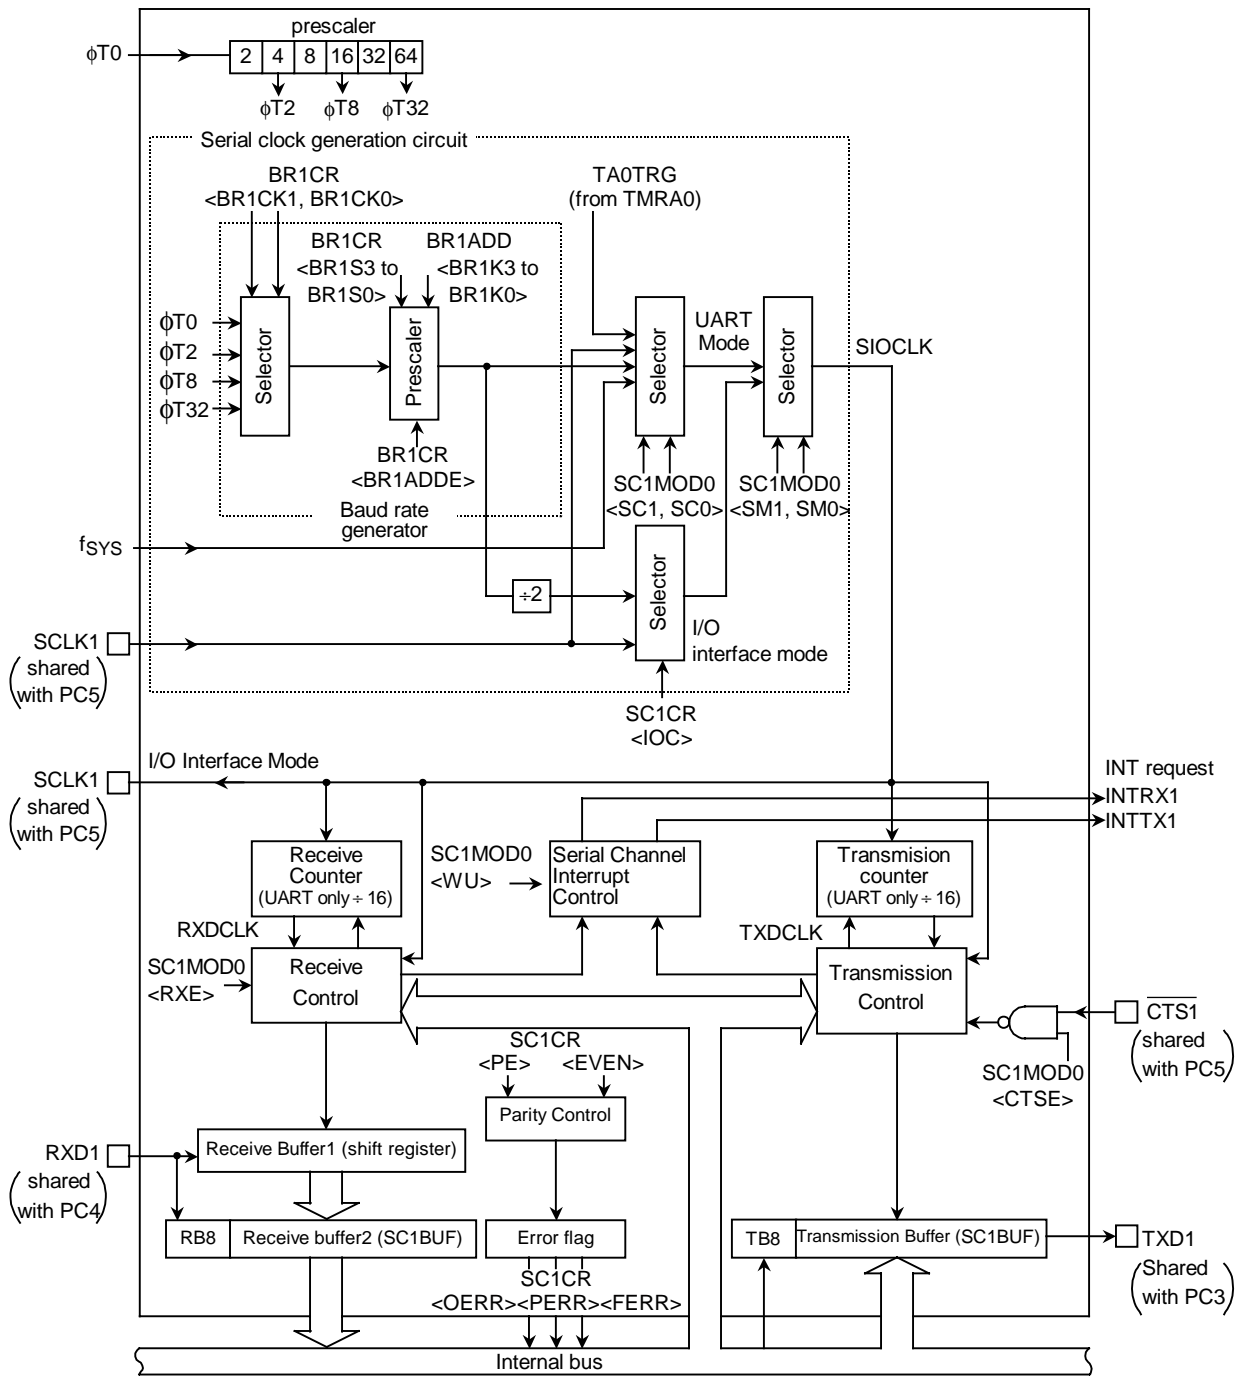 prescaler
ϕT0
2 4 8 16 32 64
ϕT2 ϕT8 ϕT32
Serial clock generation circuit
BR1CR
<BR1CK1, BR1CK0>
TA0TRG
(from TMRA0)
BR1CR
<BR1S3 to
BR1S0>
BR1ADD
<BR1K3 to
BR1K0>
ϕT0
ϕT2
ϕT8
ϕT32
Selector
Prescaler
Selector
UART
Mode
Selector
SIOCLK
BR1CR
<BR1ADDE>
SC1MOD0
<SC1, SC0>
SC1MOD0
<SM1, SM0>
Baud rate
generator
fSYS
÷2
Selector
I/O
interface mode
SCLK1
(shared
with PC5)
SC1CR
<IOC>
I/O Interface Mode
SCLK1
(shared
with PC5)
INT request
INTRX1
INTTX1
Receive
Counter
(UART only ÷ 16)
SC1MOD0
<WU>
Serial Channel
Interrupt
Control
Transmision
counter
(UART only ÷ 16)
RXDCLK
TXDCLK
SC1MOD0
<RXE>
Receive
Control
Transmission
Control
CTS1
(shared
with PC5)
SC1MOD0
<CTSE>
SC1CR
<PE> <EVEN>
Parity Control
RXD1
(shared
with PC4)
Receive Buffer1 (shift register)
RB8 Receive buffer2 (SC1BUF)
Error flag
TB8 Transmission Buffer (SC1BUF)
TXD1
(Shared
with PC3)
SC1CR
<OERR><PERR><FERR>
Internal bus